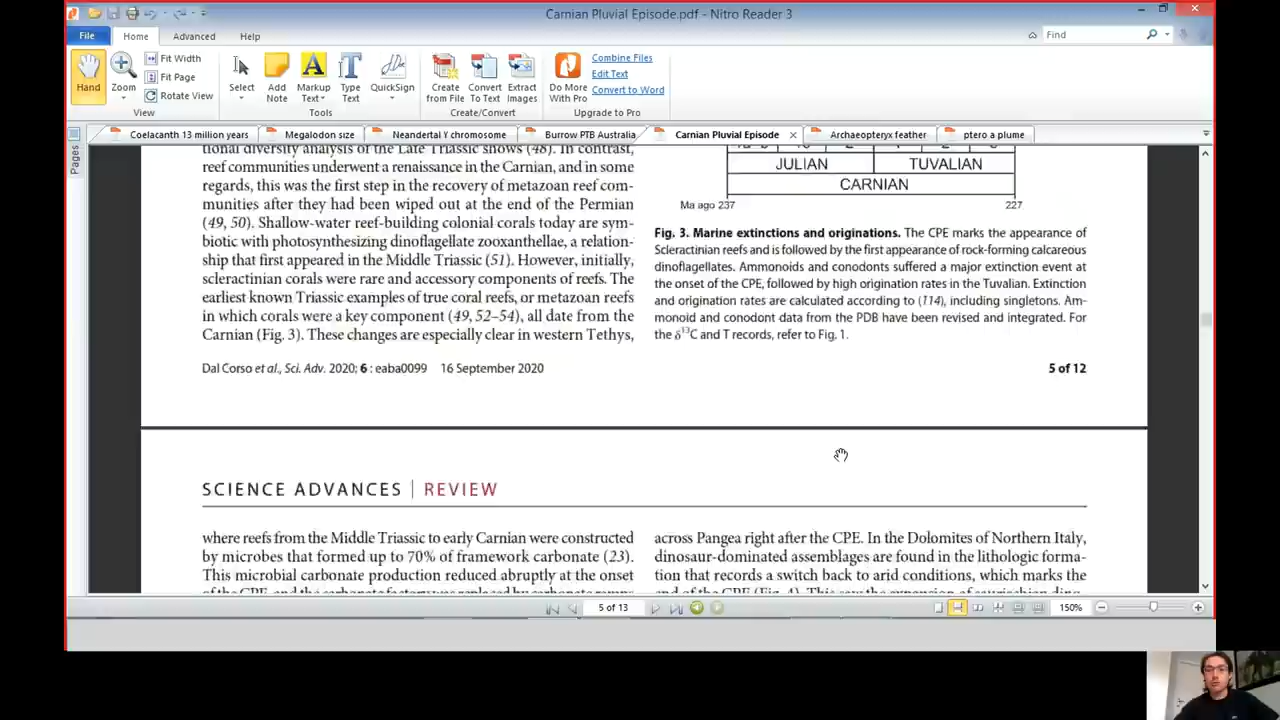 Carnian Pluvial Episode.pdf - Nitro Reader 3
File Home Advanced Help Find
Hand Zoom Fit Width Fit Page Rotate View Select Add Note Markup Text Type Text QuickSign Create from File Convert To Text Extract Images Do More With Pro Combine Files Edit Text Convert to Word
View Tools Create/Convert Upgrade to Pro
Coelacanth 13 million years Megalodon size Neandertal Y chromosome Burrow PTB Australia Carnian Pluvial Episode Archaeopteryx feather ptero a plume
Pages
tional diversity analysis of the Late Triassic shows (48). In contrast,
reef communities underwent a renaissance in the Carnian, and in some
regards, this was the first step in the recovery of metazoan reef com-
munities after they had been wiped out at the end of the Permian
(49, 50). Shallow-water reef-building colonial corals today are sym-
biotic with photosynthesizing dinoflagellate zooxanthellae, a relation-
ship that first appeared in the Middle Triassic (51). However, initially,
scleractinian corals were rare and accessory components of reefs. The
earliest known Triassic examples of true coral reefs, or metazoan reefs
in which corals were a key component (49, 52–54), all date from the
Carnian (Fig. 3). These changes are especially clear in western Tethys,
JULIAN TUVALIAN
CARNIAN
Ma ago 237 227
Fig. 3. Marine extinctions and originations. The CPE marks the appearance of
Scleractinian reefs and is followed by the first appearance of rock-forming calcareous
dinoflagellates. Ammonoids and conodonts suffered a major extinction event at
the onset of the CPE, followed by high origination rates in the Tuvalian. Extinction
and origination rates are calculated according to (114), including singletons. Am-
monoid and conodont data from the PDB have been revised and integrated. For
the δ13C and T records, refer to Fig. 1.
Dal Corso et al., Sci. Adv. 2020; 6 : eaba0099 16 September 2020 5 of 12
SCIENCE ADVANCES | REVIEW
where reefs from the Middle Triassic to early Carnian were constructed
by microbes that formed up to 70% of framework carbonate (23).
This microbial carbonate production reduced abruptly at the onset
across Pangea right after the CPE. In the Dolomites of Northern Italy,
dinosaur-dominated assemblages are found in the lithologic forma-
tion that records a switch back to arid conditions, which marks the
5 of 13 150%